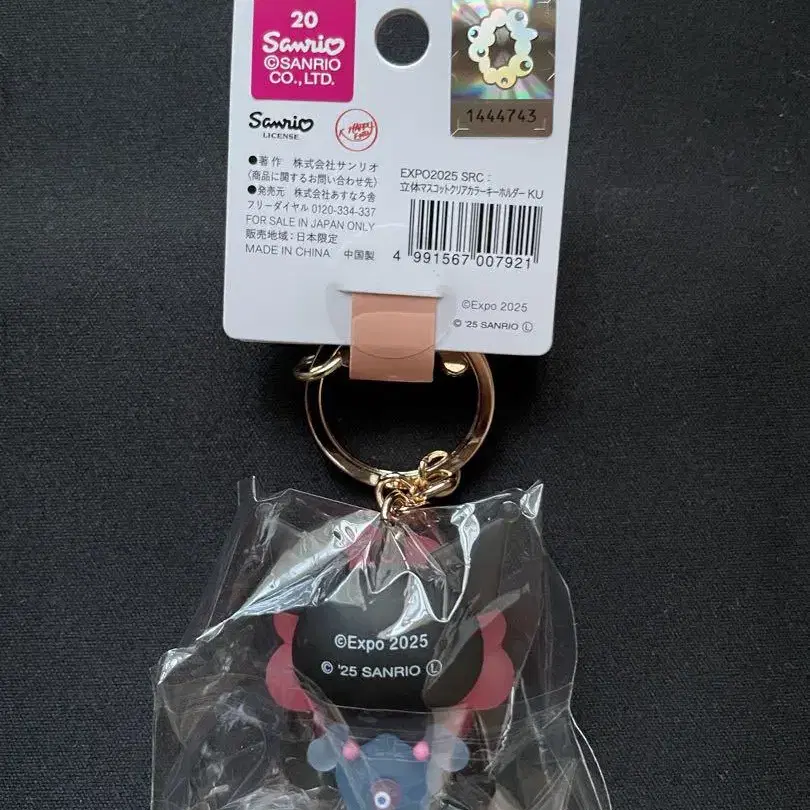 20
Sanrio
©SANRIO
CO.,LTD.
1444743
Sanrio
LICENSE
●著作 株式会社サンリオ
(商品に関するお問い合わせ先)
●発売元 株式会社あすなろ舎
フリーダイヤル 0120-334-337
FOR SALE IN JAPAN ONLY
販売地域:日本限定
MADE IN CHINA 中国製
EXPO2025 SRC :
立体マスコットクリアカラーキーホルダー KU
4 991567 007921
©Expo 2025
© '25 SANRIO Ⓛ
©Expo 2025
© '25 SANRIO Ⓛ